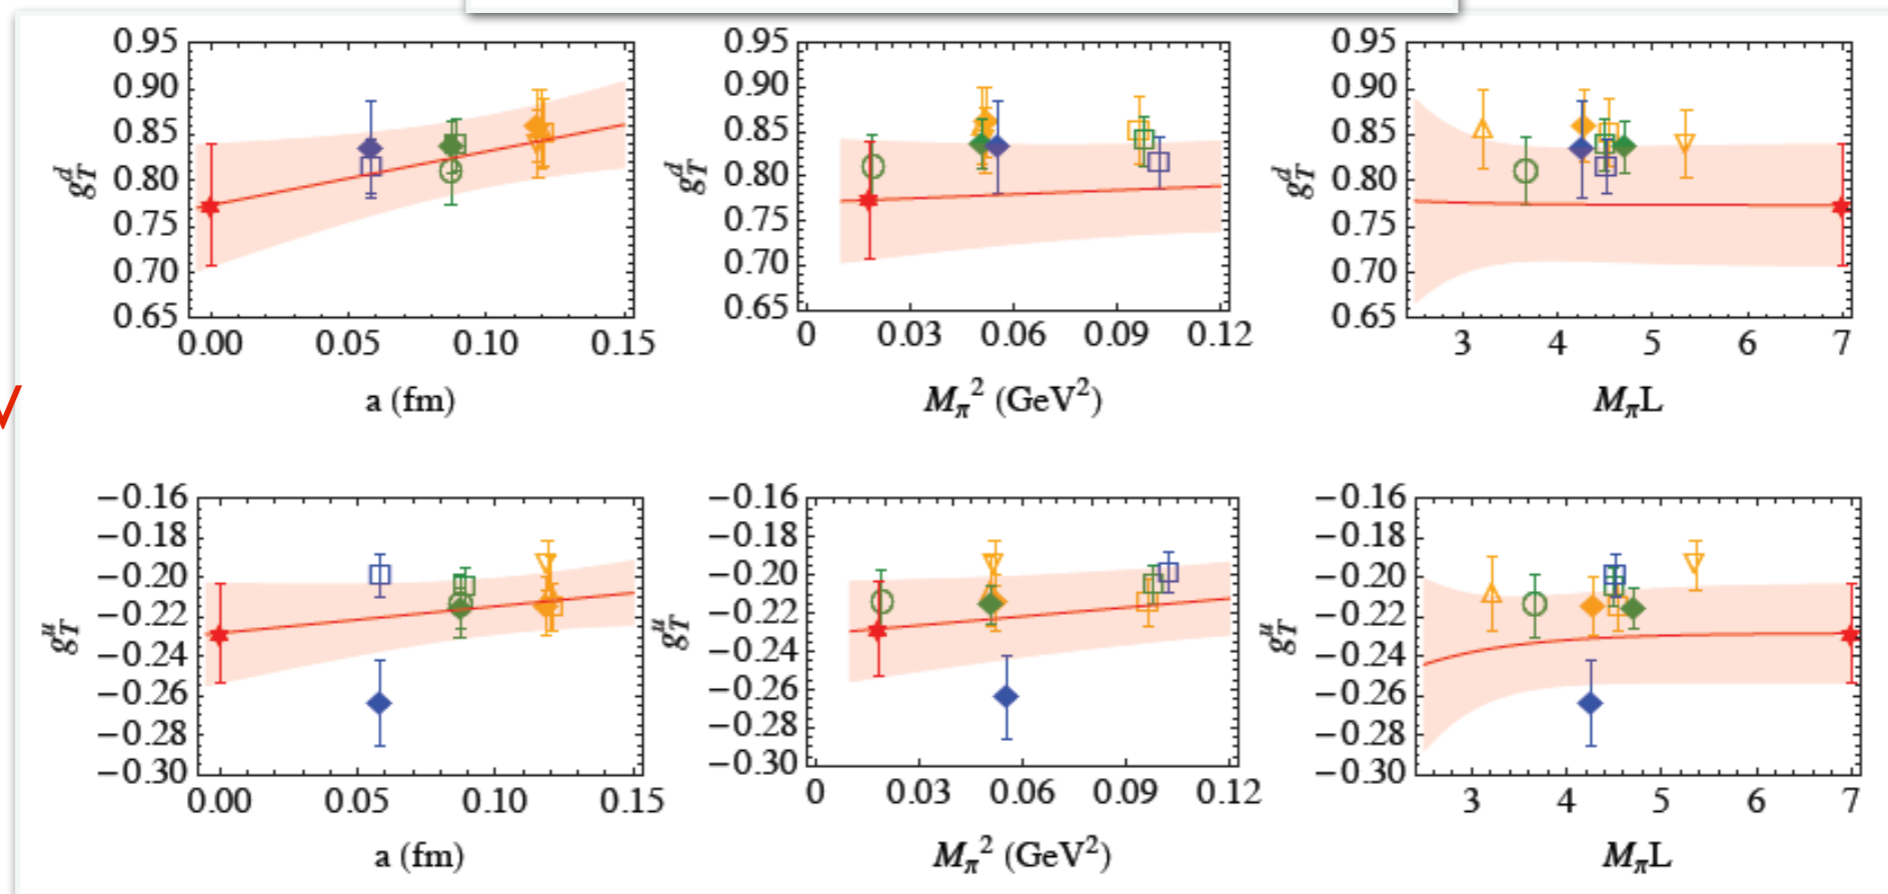 0.95 0.95 0.95
0.90 0.90 0.90
0.85 0.85 0.85
0.80 0.80 0.80
0.75 0.75 0.75
0.70 0.70 0.70
0.65 0.65 0.65
g_T^d g_T^d g_T^d
0.00 0.05 0.10 0.15 0 0.03 0.06 0.09 0.12 3 4 5 6 7
a (fm) M_π^2 (GeV^2) M_πL
√
−0.16 −0.16 −0.16
−0.18 −0.18 −0.18
−0.20 −0.20 −0.20
−0.22 −0.22 −0.22
−0.24 −0.24 −0.24
−0.26 −0.26 −0.26
−0.28 −0.28 −0.28
−0.30 −0.30 −0.30
g_T^u g_T^u g_T^u
0.00 0.05 0.10 0.15 0 0.03 0.06 0.09 0.12 3 4 5 6 7
a (fm) M_π^2 (GeV^2) M_πL